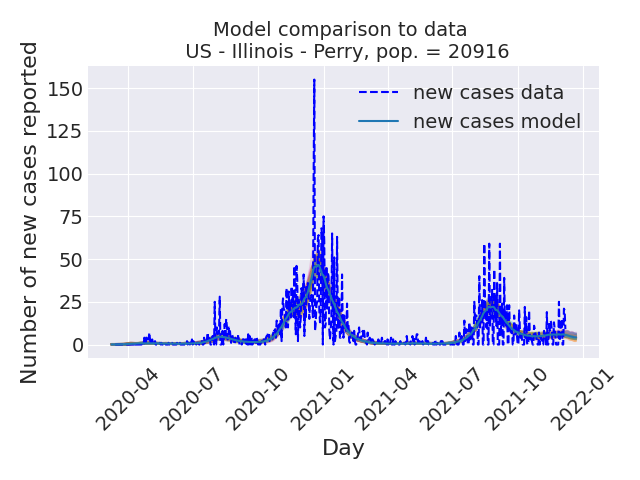 Model comparison to data
US - Illinois - Perry, pop. = 20916
Number of new cases reported
150
125
100
75
50
25
0
new cases data
new cases model
2020-04
2020-07
2020-10
2021-01
2021-04
2021-07
2021-10
2022-01
Day